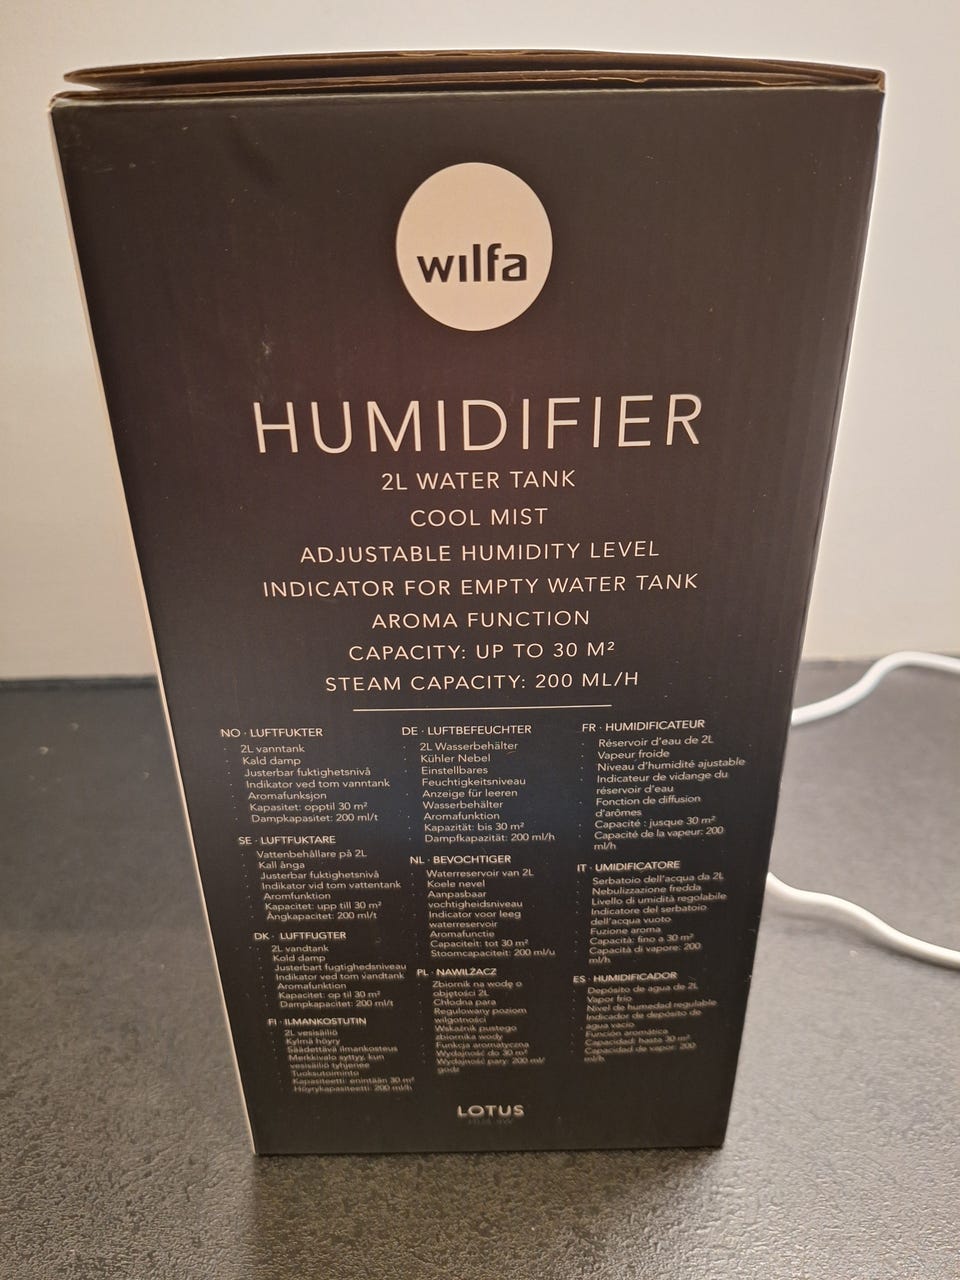 wilfa
HUMIDIFIER
2L WATER TANK
COOL MIST
ADJUSTABLE HUMIDITY LEVEL
INDICATOR FOR EMPTY WATER TANK
AROMA FUNCTION
CAPACITY: UP TO 30 M²
STEAM CAPACITY: 200 ML/H
NO · LUFTFUKTER
· 2L vanntank
· Kald damp
· Justerbar fuktighetsnivå
· Indikator ved tom vanntank
· Aromafunksjon
· Kapasitet: opptil 30 m²
· Dampkapasitet: 200 ml/t
SE · LUFTFUKTARE
· Vattenbehållare på 2L
· Kall ånga
· Justerbar fuktighetsnivå
· Indikator vid tom vattentank
· Aromfunktion
· Kapacitet: upp till 30 m²
· Ångkapacitet: 200 ml/t
DK · LUFTFUGTER
· 2L vandtank
· Kold damp
· Justerbart fugtighedsniveau
· Indikator ved tom vandtank
· Aromafunktion
· Kapacitet: op til 30 m²
· Dampkapacitet: 200 ml/t
FI · ILMANKOSTUTIN
· 2L vesisäiliö
· Kylmä höyry
· Säädettävä ilmankosteus
· Merkkivalo syttyy, kun
vesisäiliö tyhjenee
· Tuoksutoiminto
· Kapasiteetti: enintään 30 m²
· Höyrykapasiteetti: 200 ml/h
DE · LUFTBEFEUCHTER
· 2L Wasserbehälter
· Kühler Nebel
· Einstellbares
Feuchtigkeitsniveau
· Anzeige für leeren
Wasserbehälter
· Aromafunktion
· Kapazität: bis 30 m²
· Dampfkapazität: 200 ml/h
NL · BEVOCHTIGER
· Waterreservoir van 2L
· Koele nevel
· Aanpasbaar
vochtigheidsniveau
· Indicator voor leeg
waterreservoir
· Aromafunctie
· Capaciteit: tot 30 m²
· Stoomcapaciteit: 200 ml/u
PL · NAWILŻACZ
· Zbiornik na wodę o
objętości 2L
· Chłodna para
· Regulowany poziom
wilgotności
· Wskaźnik pustego
zbiornika wody
· Funkcja aromatyczna
· Wydajność do 30 m²
· Wydajność pary: 200 ml/
godz
FR · HUMIDIFICATEUR
· Réservoir d'eau de 2L
· Vapeur froide
· Niveau d'humidité ajustable
· Indicateur de vidange du
réservoir d'eau
· Fonction de diffusion
d'arômes
· Capacité : jusque 30 m²
· Capacité de la vapeur: 200
ml/h
IT · UMIDIFICATORE
· Serbatoio dell'acqua da 2L
· Nebulizzazione fredda
· Livello di umidità regolabile
· Indicatore del serbatoio
dell'acqua vuoto
· Fuzione aroma
· Capacità: fino a 30 m²
· Capacità di vapore: 200
ml/h
ES · HUMIDIFICADOR
· Depósito de agua de 2L
· Vapor frío
· Nivel de humedad regulable
· Indicador de depósito de
agua vacío
· Función aromática
· Capacidad: hasta 30 m²
· Capacidad de vapor: 200
ml/h
LOTUS